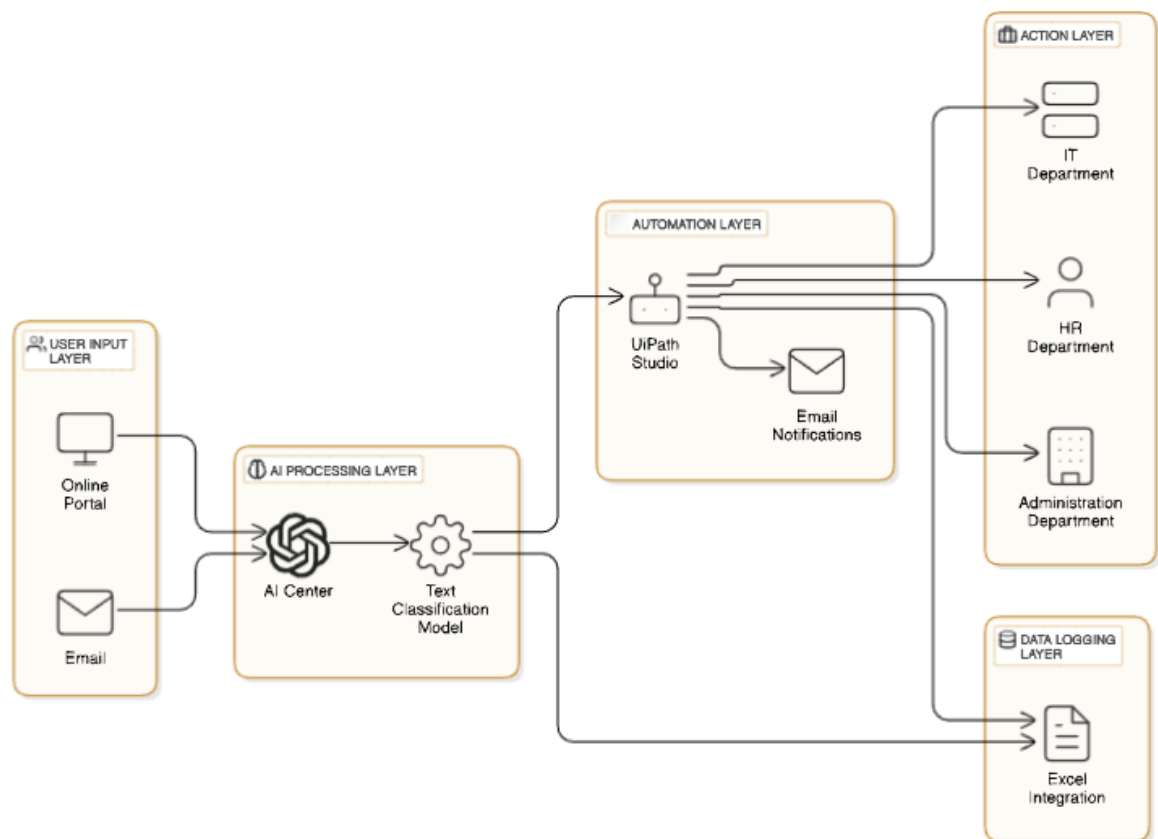 USER INPUT
LAYER
Online
Portal
Email
AI PROCESSING LAYER
AI Center
Text
Classification
Model
AUTOMATION LAYER
UiPath
Studio
Email
Notifications
ACTION LAYER
IT
Department
HR
Department
Administration
Department
DATA LOGGING
LAYER
Excel
Integration